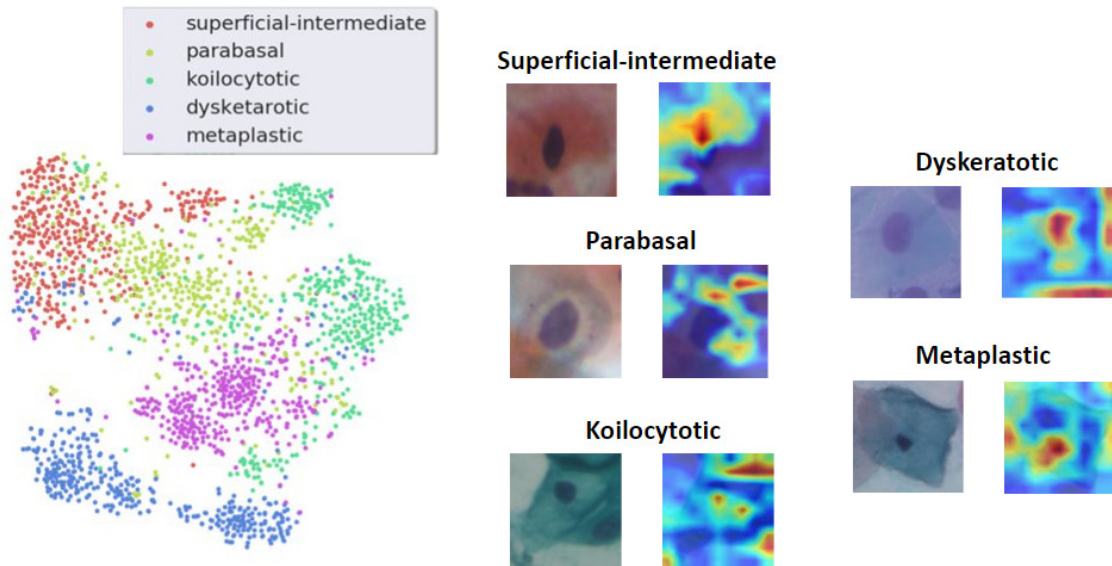 superficial-intermediate
parabasal
koilocytotic
dysketarotic
metaplastic
Superficial-intermediate
Parabasal
Koilocytotic
Dyskeratotic
Metaplastic